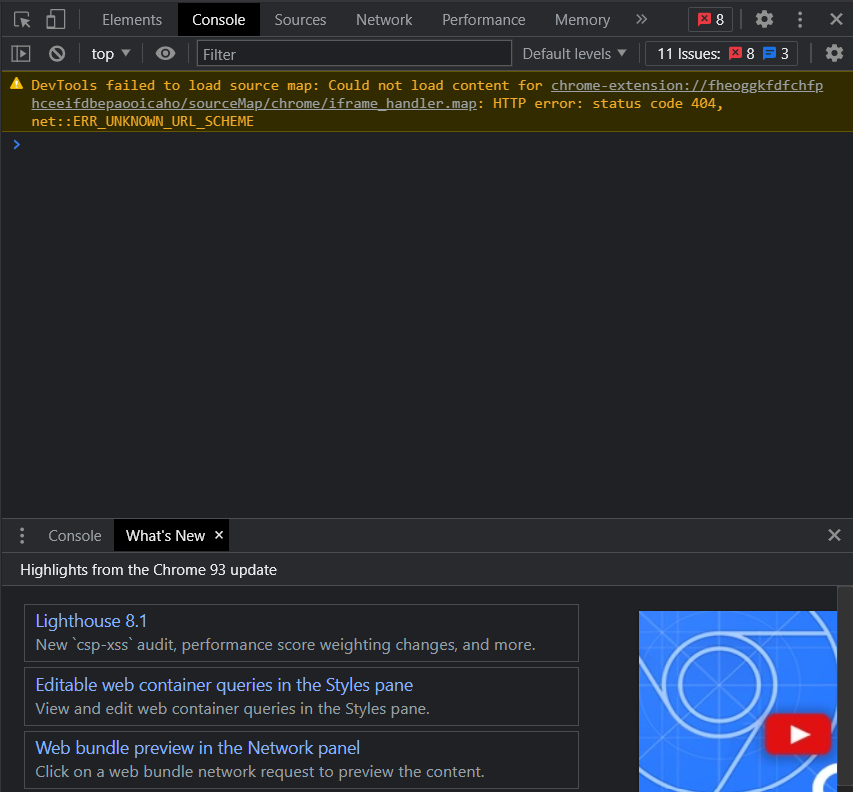 Elements Console Sources Network Performance Memory » 8
top Filter Default levels 11 Issues: 8 3
DevTools failed to load source map: Could not load content for chrome-extension://fheoggkfdfchfp
hceeifdbepaooicaho/sourceMap/chrome/iframe_handler.map: HTTP error: status code 404,
net::ERR_UNKNOWN_URL_SCHEME
Console What's New ×
Highlights from the Chrome 93 update
Lighthouse 8.1
New `csp-xss` audit, performance score weighting changes, and more.
Editable web container queries in the Styles pane
View and edit web container queries in the Styles pane.
Web bundle preview in the Network panel
Click on a web bundle network request to preview the content.